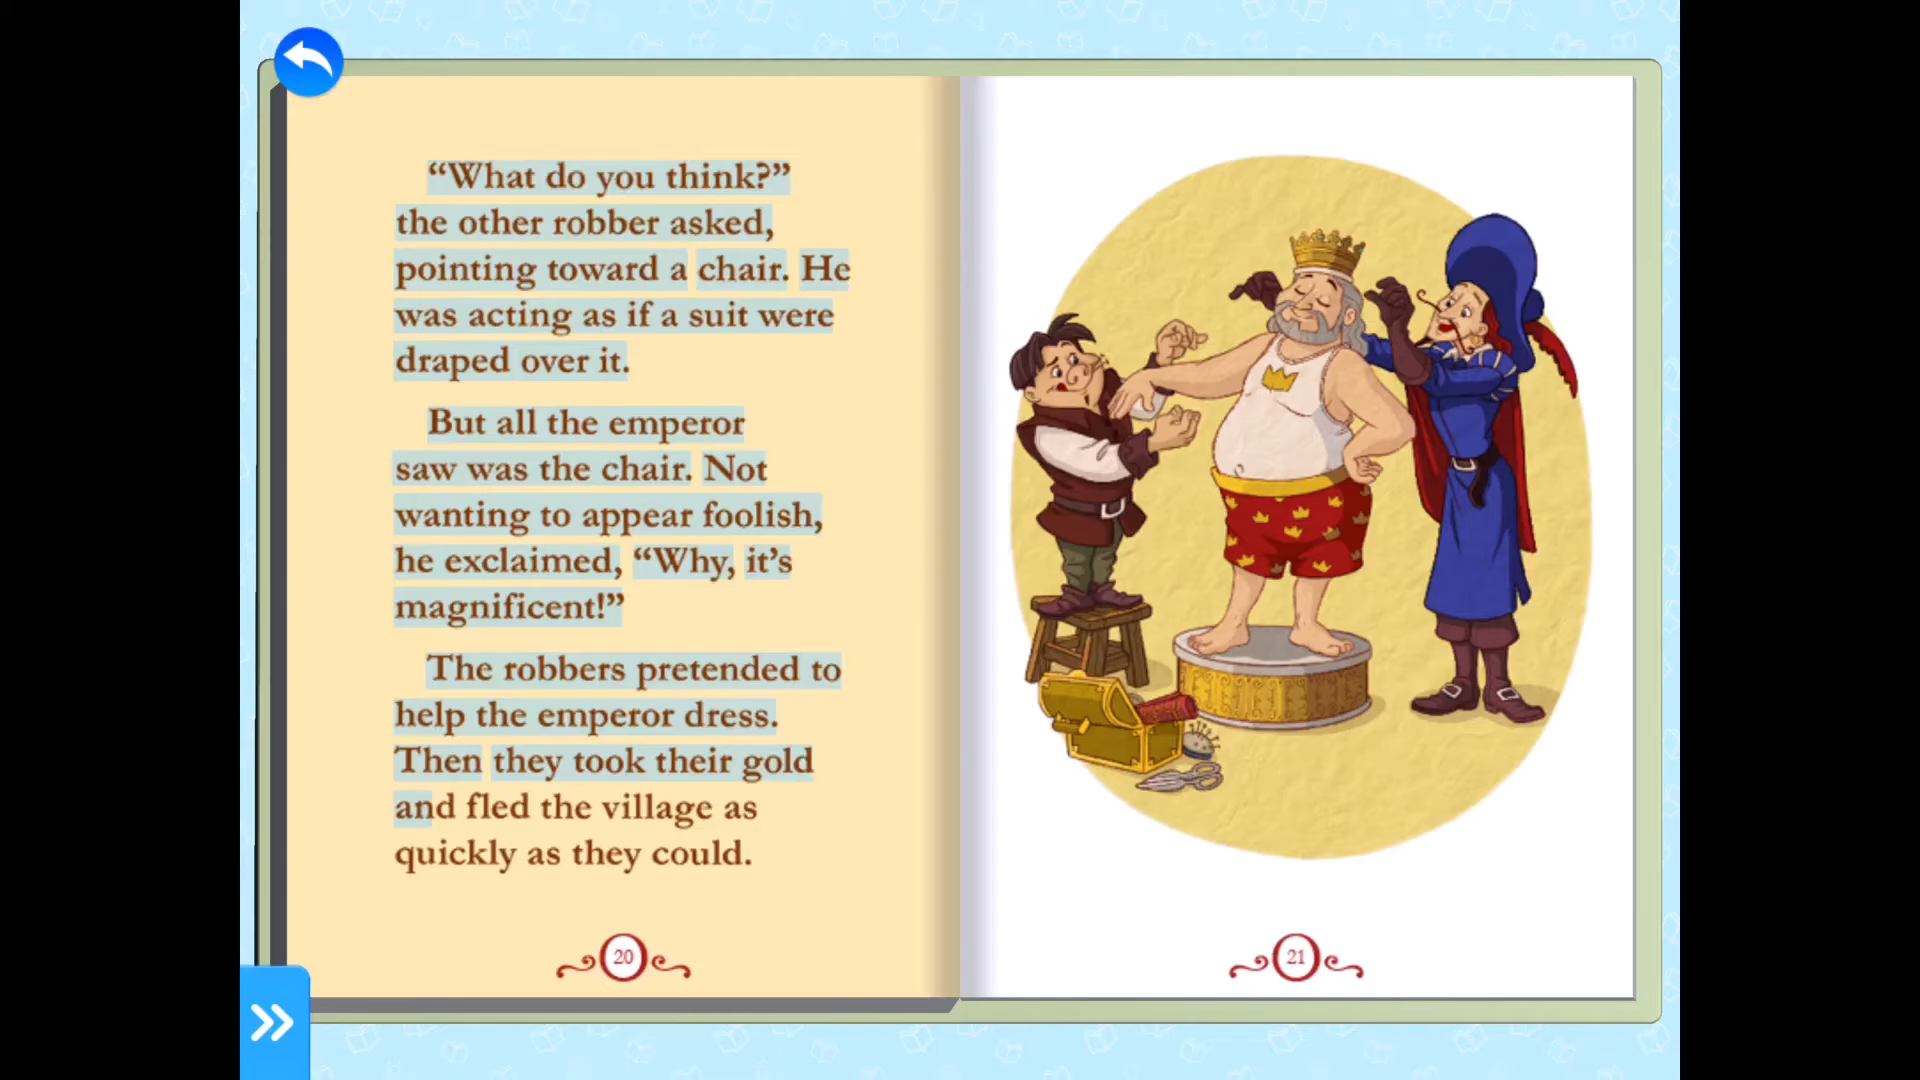 “What do you think?”
the other robber asked,
pointing toward a chair. He
was acting as if a suit were
draped over it.
But all the emperor
saw was the chair. Not
wanting to appear foolish,
he exclaimed, “Why, it’s
magnificent!”
The robbers pretended to
help the emperor dress.
Then they took their gold
and fled the village as
quickly as they could.
20
21